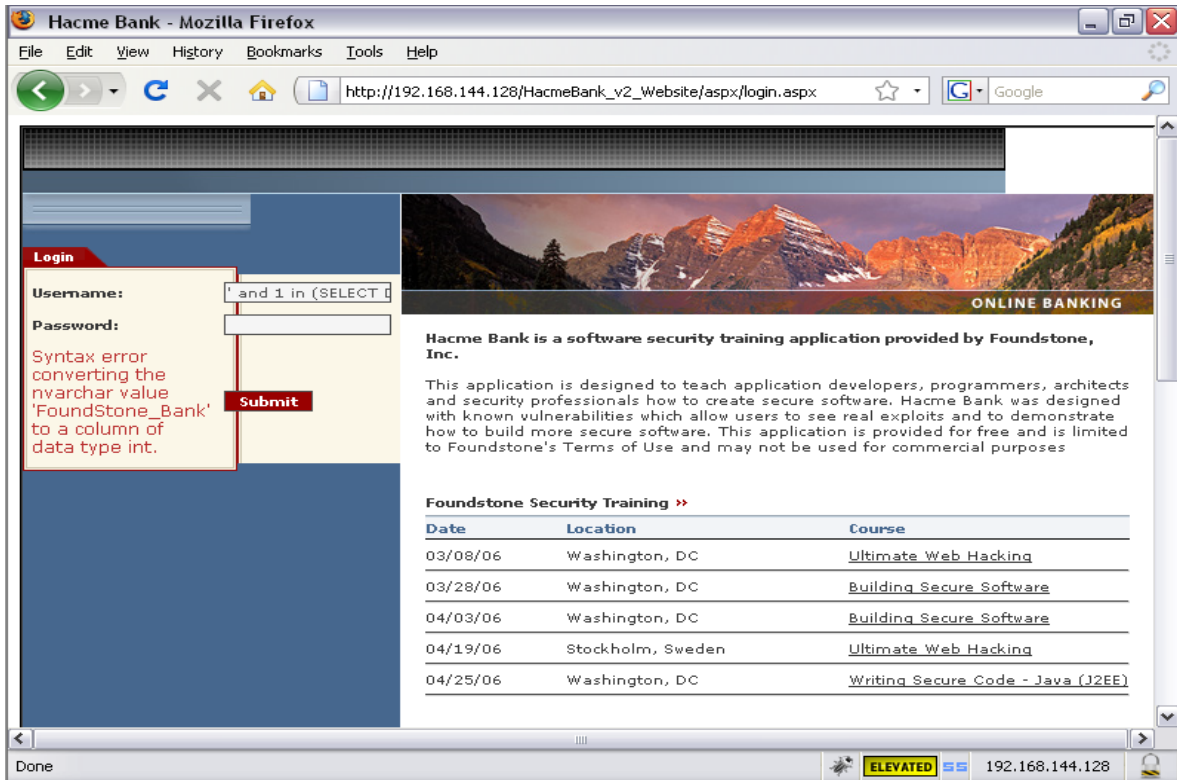 Hacme Bank - Mozilla Firefox
File Edit View History Bookmarks Tools Help
http://192.168.144.128/HacmeBank_v2_Website/aspx/login.aspx
G
Google
Login
Username:
' and 1 in (SELECT D
Password:
Syntax error
converting the
nvarchar value
'FoundStone_Bank'
to a column of
data type int.
Submit
ONLINE BANKING
Hacme Bank is a software security training application provided by Foundstone,
Inc.
This application is designed to teach application developers, programmers, architects
and security professionals how to create secure software. Hacme Bank was designed
with known vulnerabilities which allow users to see real exploits and to demonstrate
how to build more secure software. This application is provided for free and is limited
to Foundstone's Terms of Use and may not be used for commercial purposes
Foundstone Security Training »
Date Location Course
03/08/06 Washington, DC Ultimate Web Hacking
03/28/06 Washington, DC Building Secure Software
04/03/06 Washington, DC Building Secure Software
04/19/06 Stockholm, Sweden Ultimate Web Hacking
04/25/06 Washington, DC Writing Secure Code - Java (J2EE)
Done
ELEVATED
192.168.144.128